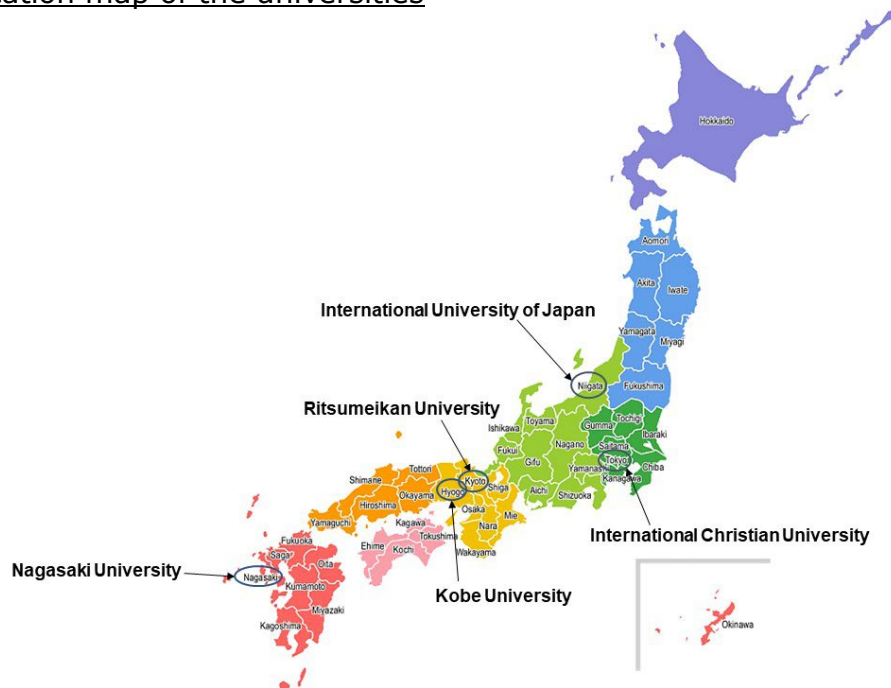 ation map of the universities
Hokkaido
Aomori
Akita
Iwate
International University of Japan
Yamagata
Miyagi
Niigata
Fukushima
Ritsumeikan University
Ishikawa
Toyama
Gumma
Tochigi
Ibaraki
Fukui
Nagano
Saitama
Gifu
Tokyo
Yamanashi
Chiba
Kanagawa
Tottori
Kyoto
Shiga
Shimane
Okayama
Hyogo
Aichi
Shizuoka
Hiroshima
Osaka
Mie
Yamaguchi
Kagawa
Nara
Tokushima
Wakayama
International Christian University
Fukuoka
Ehime
Kochi
Saga
Oita
Nagasaki University
Nagasaki
Kumamoto
Kobe University
Miyazaki
Kagoshima
Okinawa